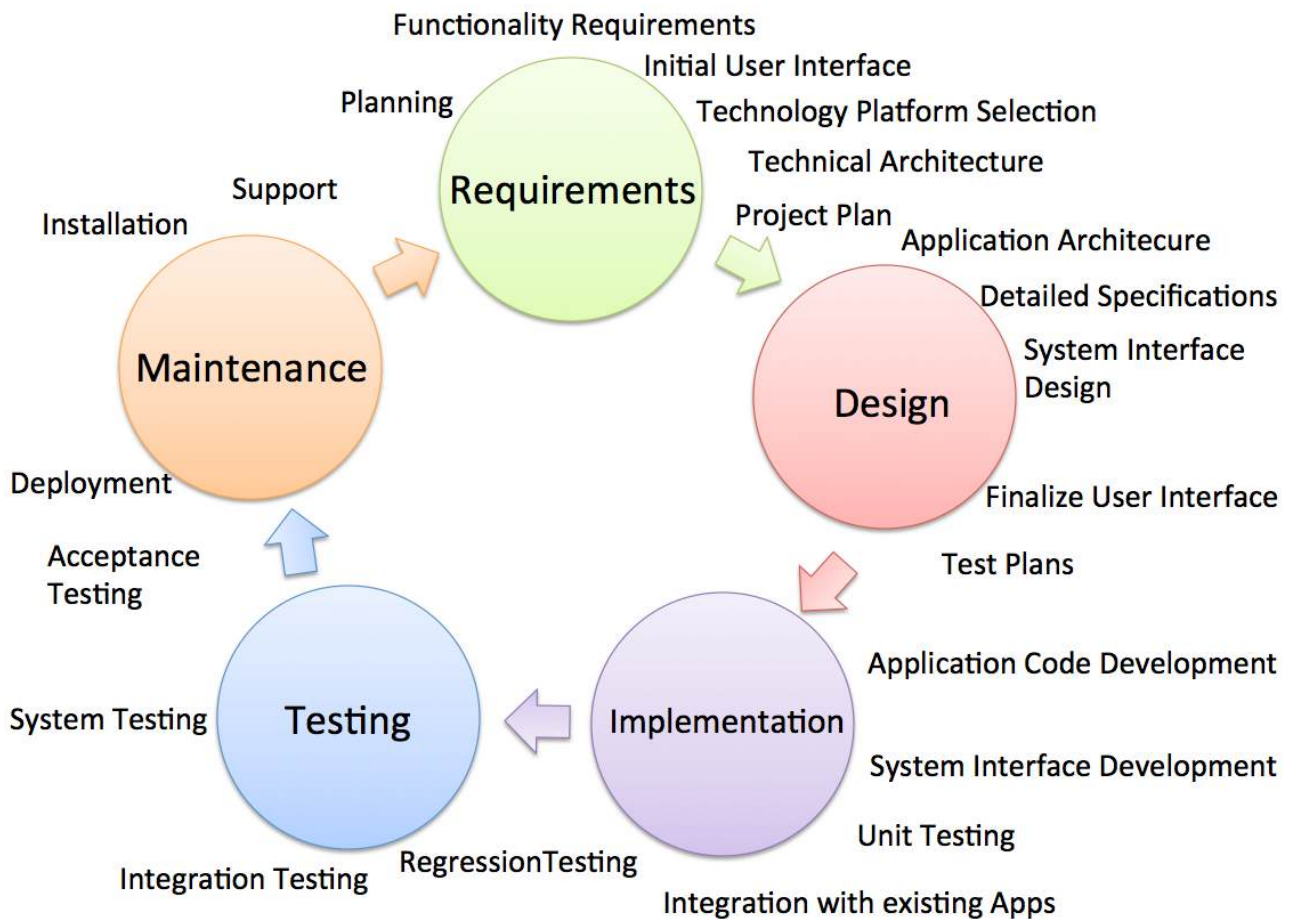 Functionality Requirements
Initial User Interface
Planning
Technology Platform Selection
Technical Architecture
Requirements
Support
Installation
Project Plan
Application Architecure
Detailed Specifications
System Interface
Design
Maintenance
Design
Deployment
Finalize User Interface
Acceptance
Testing
Test Plans
Application Code Development
System Testing
Testing
Implementation
System Interface Development
Unit Testing
RegressionTesting
Integration Testing
Integration with existing Apps